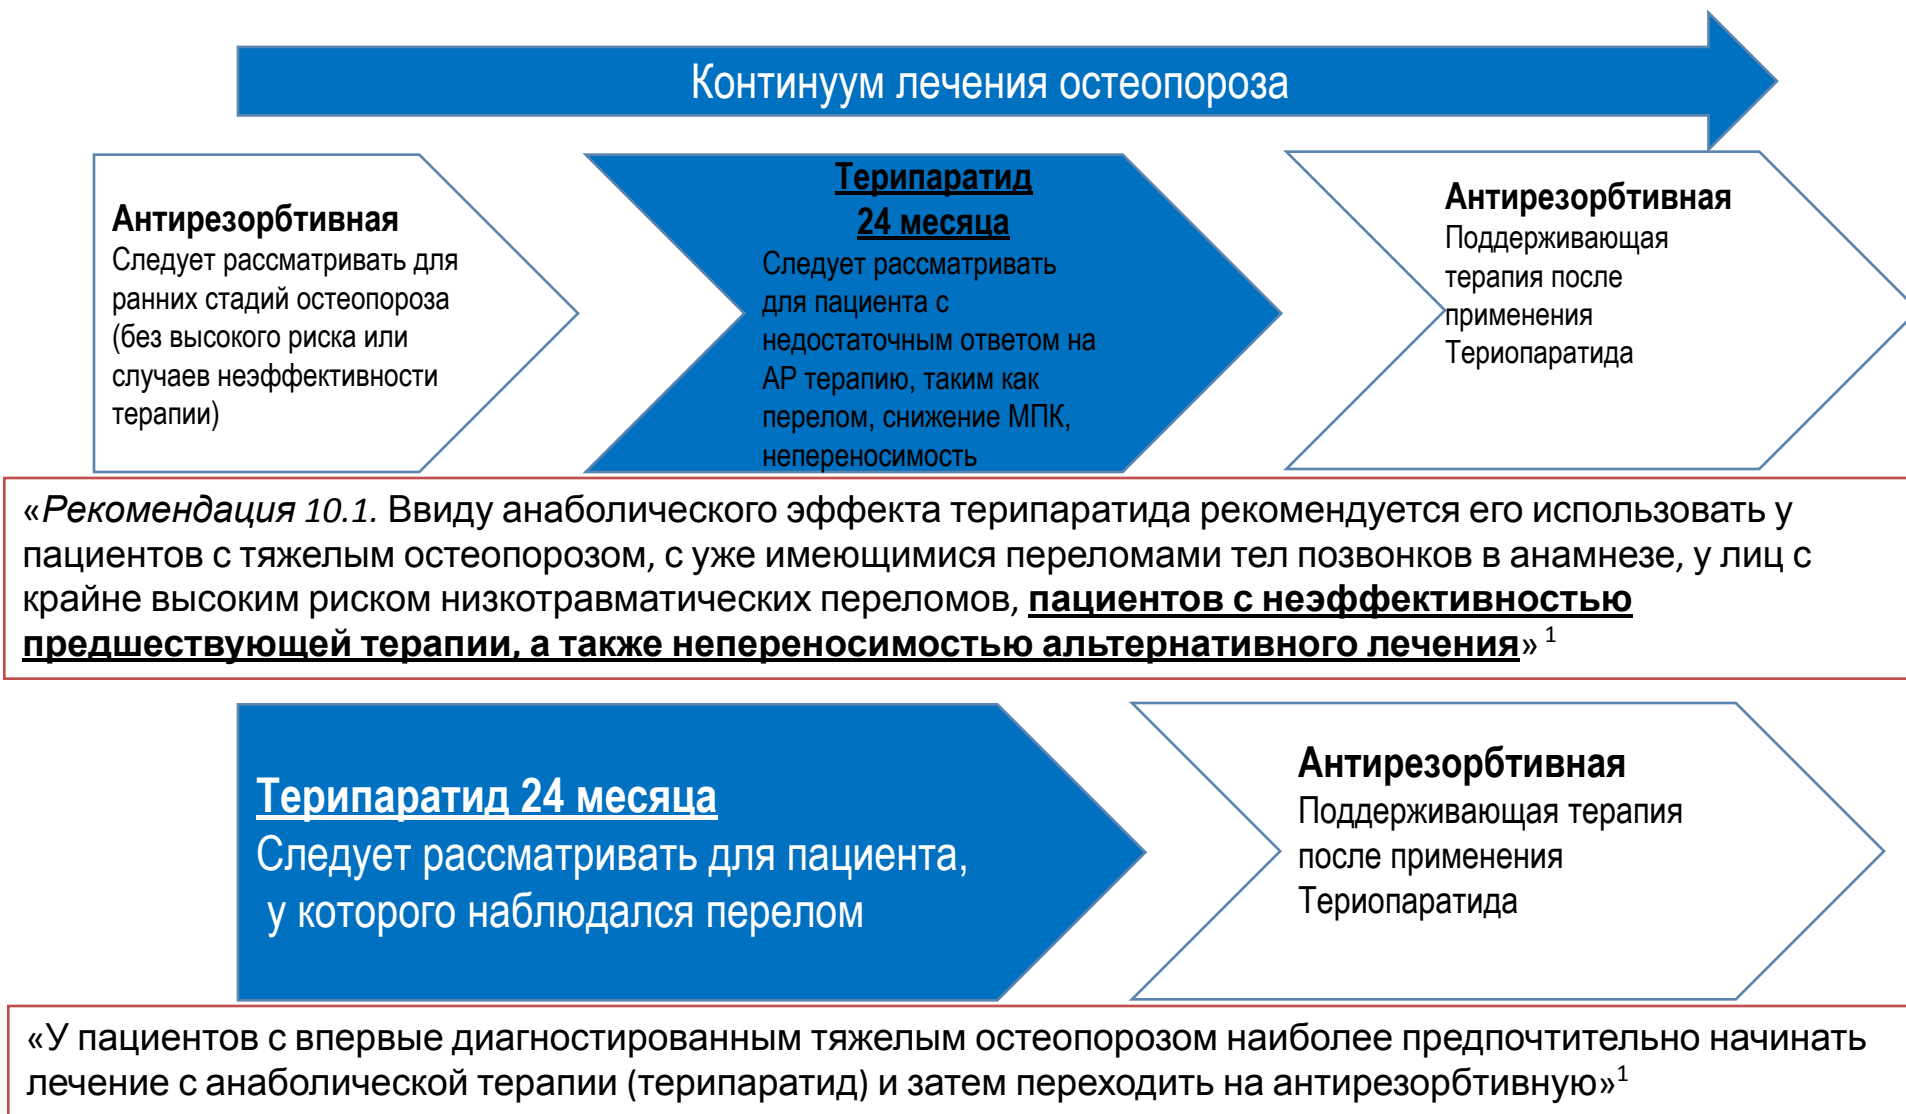 Континуум лечения остеопороза
Антирезорбтивная
Следует рассматривать для
ранних стадий остеопороза
(без высокого риска или
случаев неэффективности
терапии)
Терипаратид
24 месяца
Следует рассматривать
для пациента с
недостаточным ответом на
АР терапию, таким как
перелом, снижение МПК,
непереносимость
Антирезорбтивная
Поддерживающая
терапия после
применения
Териопаратида
«Рекомендация 10.1. Ввиду анаболического эффекта терипаратида рекомендуется его использовать у
пациентов с тяжелым остеопорозом, с уже имеющимися переломами тел позвонков в анамнезе, у лиц с
крайне высоким риском низкотравматических переломов, пациентов с неэффективностью
предшествующей терапии, а также непереносимостью альтернативного лечения» 1
Терипаратид 24 месяца
Следует рассматривать для пациента,
у которого наблюдался перелом
Антирезорбтивная
Поддерживающая терапия
после применения
Териопаратида
«У пациентов с впервые диагностированным тяжелым остеопорозом наиболее предпочтительно начинать
лечение с анаболической терапии (терипаратид) и затем переходить на антирезорбтивную»1